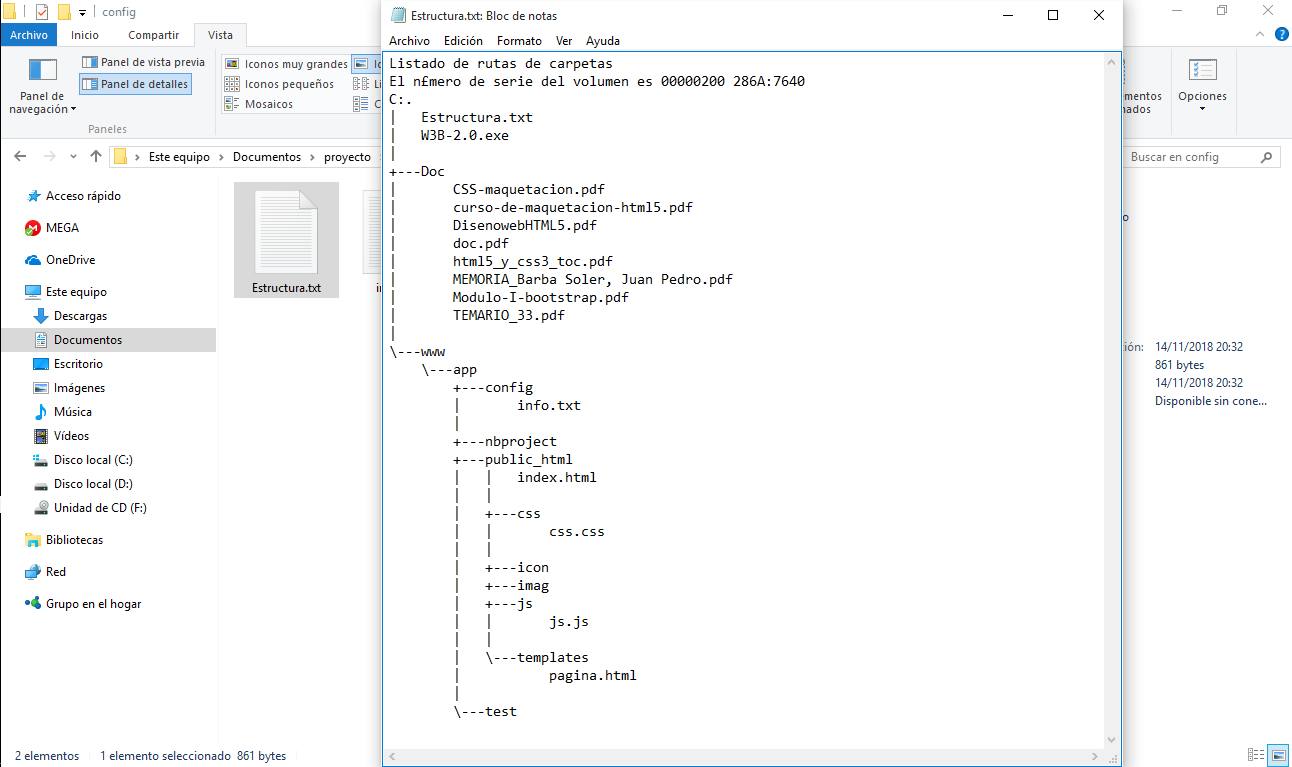 config
Estructura.txt: Bloc de notas
Archivo Inicio Compartir Vista
Archivo Edición Formato Ver Ayuda
Panel de navegación
Panel de vista previa
Panel de detalles
Paneles
Iconos muy grandes
Iconos pequeños
Mosaicos
Opciones
Este equipo > Documentos > proyecto
Buscar en config
Acceso rápido
MEGA
OneDrive
Este equipo
Descargas
Documentos
Escritorio
Imágenes
Música
Vídeos
Disco local (C:)
Disco local (D:)
Unidad de CD (F:)
Bibliotecas
Red
Grupo en el hogar
Estructura.txt
Listado de rutas de carpetas
El n£mero de serie del volumen es 00000200 286A:7640
C:.
|   Estructura.txt
|   W3B-2.0.exe
|
+---Doc
|       CSS-maquetacion.pdf
|       curso-de-maquetacion-html5.pdf
|       DisenowebHTML5.pdf
|       doc.pdf
|       html5_y_css3_toc.pdf
|       MEMORIA_Barba Soler, Juan Pedro.pdf
|       Modulo-I-bootstrap.pdf
|       TEMARIO_33.pdf
|
\---www
    \---app
        +---config
        |       info.txt
        |
        +---nbproject
        +---public_html
        |   |   index.html
        |   |
        |   +---css
        |   |       css.css
        |   |
        |   +---icon
        |   +---imag
        |   +---js
        |   |       js.js
        |   |
        |   \---templates
        |           pagina.html
        |
        \---test
14/11/2018 20:32
861 bytes
14/11/2018 20:32
Disponible sin cone...
2 elementos 1 elemento seleccionado 861 bytes